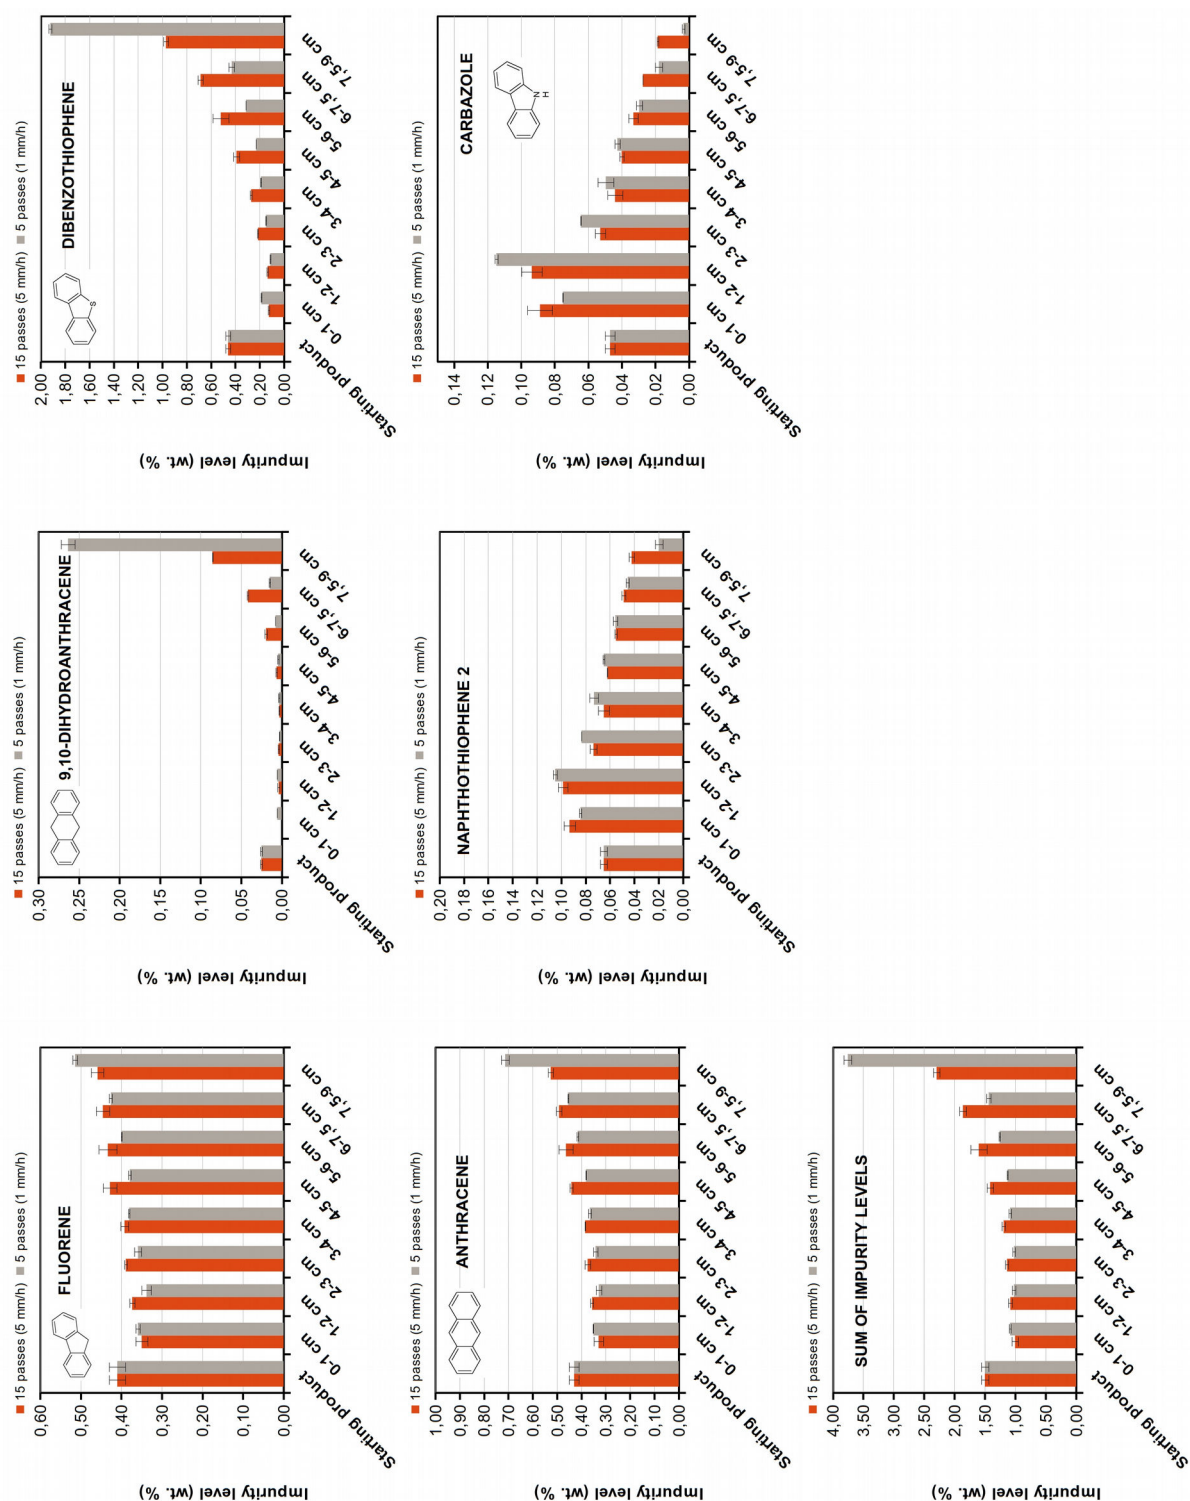 15 passes (5 mm/h) 5 passes (1 mm/h)
FLUORENE
Impurity level (wt. %)
0,60
0,50
0,40
0,30
0,20
0,10
0,00
Starting product
0-1 cm
1-2 cm
2-3 cm
3-4 cm
4-5 cm
5-6 cm
6-7,5 cm
7,5-9 cm
15 passes (5 mm/h) 5 passes (1 mm/h)
9,10-DIHYDROANTHRACENE
Impurity level (wt. %)
0,30
0,25
0,20
0,15
0,10
0,05
0,00
Starting product
0-1 cm
1-2 cm
2-3 cm
3-4 cm
4-5 cm
5-6 cm
6-7,5 cm
7,5-9 cm
15 passes (5 mm/h) 5 passes (1 mm/h)
DIBENZOTHIOPHENE
S
Impurity level (wt. %)
2,00
1,80
1,60
1,40
1,20
1,00
0,80
0,60
0,40
0,20
0,00
Starting product
0-1 cm
1-2 cm
2-3 cm
3-4 cm
4-5 cm
5-6 cm
6-7,5 cm
7,5-9 cm
15 passes (5 mm/h) 5 passes (1 mm/h)
ANTHRACENE
Impurity level (wt. %)
1,00
0,90
0,80
0,70
0,60
0,50
0,40
0,30
0,20
0,10
0,00
Starting product
0-1 cm
1-2 cm
2-3 cm
3-4 cm
4-5 cm
5-6 cm
6-7,5 cm
7,5-9 cm
15 passes (5 mm/h) 5 passes (1 mm/h)
NAPHTHOTHIOPHENE 2
Impurity level (wt. %)
0,20
0,18
0,16
0,14
0,12
0,10
0,08
0,06
0,04
0,02
0,00
Starting product
0-1 cm
1-2 cm
2-3 cm
3-4 cm
4-5 cm
5-6 cm
6-7,5 cm
7,5-9 cm
15 passes (5 mm/h) 5 passes (1 mm/h)
CARBAZOLE
N
H
Impurity level (wt. %)
0,14
0,12
0,10
0,08
0,06
0,04
0,02
0,00
Starting product
0-1 cm
1-2 cm
2-3 cm
3-4 cm
4-5 cm
5-6 cm
6-7,5 cm
7,5-9 cm
15 passes (5 mm/h) 5 passes (1 mm/h)
SUM OF IMPURITY LEVELS
Impurity level (wt. %)
4,00
3,50
3,00
2,50
2,00
1,50
1,00
0,50
0,00
Starting product
0-1 cm
1-2 cm
2-3 cm
3-4 cm
4-5 cm
5-6 cm
6-7,5 cm
7,5-9 cm